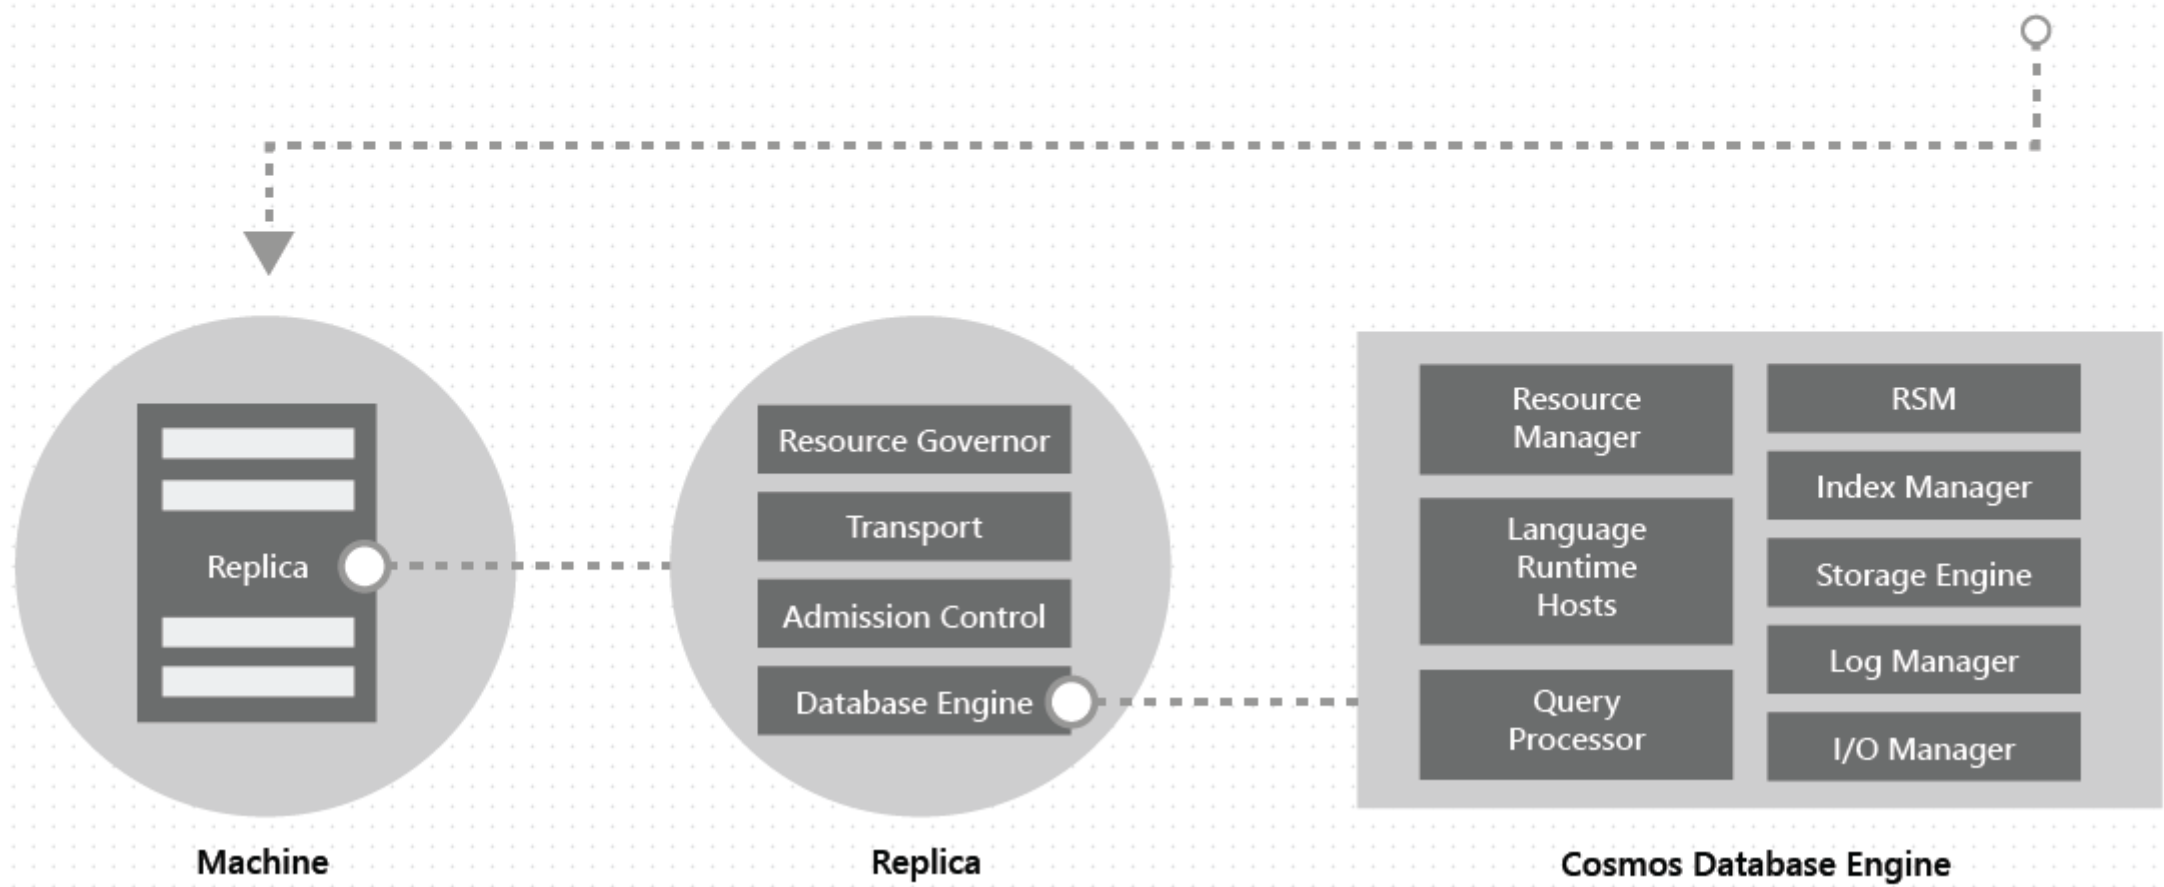 Replica
Machine
Resource Governor
Transport
Admission Control
Database Engine
Replica
Resource
Manager
Language
Runtime
Hosts
Query
Processor
RSM
Index Manager
Storage Engine
Log Manager
I/O Manager
Cosmos Database Engine